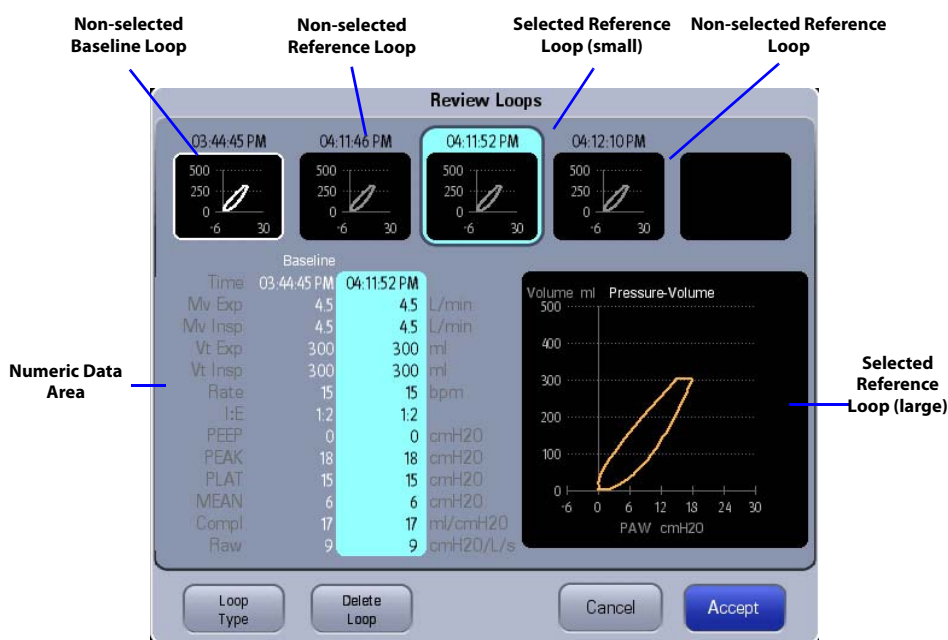 Non-selected
Baseline Loop
Non-selected
Reference Loop
Selected Reference
Loop (small)
Non-selected Reference
Loop
Review Loops
03:44:45 PM
04:11:46 PM
04:11:52 PM
04:12:10 PM
500
250
0
-6 30
500
250
0
-6 30
500
250
0
-6 30
500
250
0
-6 30
Baseline
Time 03:44:45 PM 04:11:52 PM
Mv Exp 4.5 4.5 L/min
Mv Insp 4.5 4.5 L/min
Vt Exp 300 300 ml
Vt Insp 300 300 ml
Rate 15 15 bpm
I:E 1:2 1:2
PEEP 0 0 cmH2O
PEAK 18 18 cmH2O
PLAT 15 15 cmH2O
MEAN 6 6 cmH2O
Compl 17 17 ml/cmH2O
Raw 9 9 cmH2O/L/s
Volume ml Pressure-Volume
500
400
300
200
100
0
-6 0 6 12 18 24 30
PAW cmH2O
Numeric Data
Area
Selected
Reference
Loop (large)
Loop
Type
Delete
Loop
Cancel
Accept